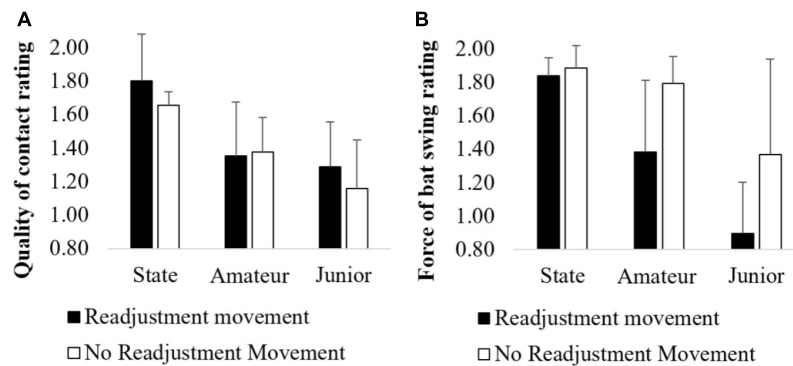 A
Quality of contact rating
2.00
1.80
1.60
1.40
1.20
1.00
0.80
State Amateur Junior
Readjustment movement
No Readjustment Movement
B
Force of bat swing rating
2.00
1.80
1.60
1.40
1.20
1.00
0.80
State Amateur Junior
Readjustment movement
No Readjustment Movement